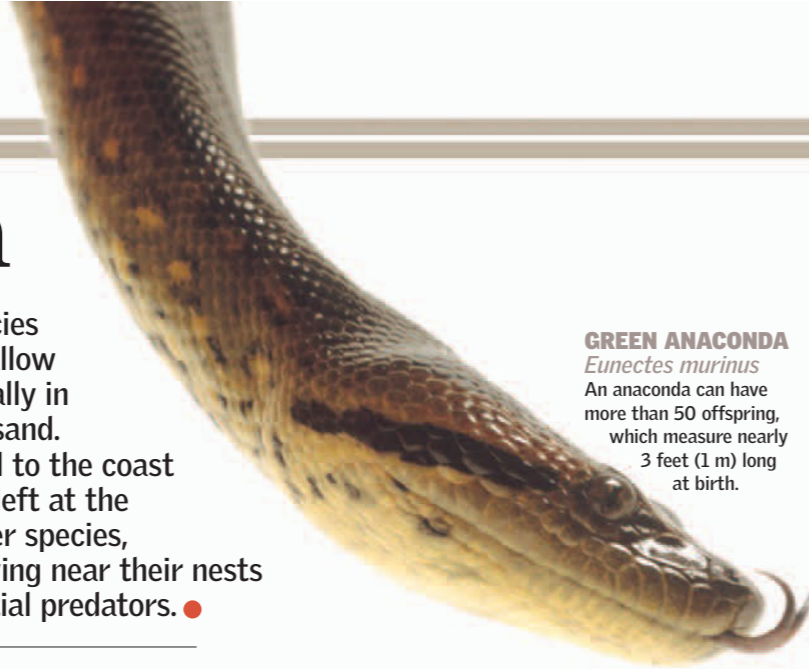 cies
llow
ally in
sand.
l to the coast
eft at the
er species,
ing near their nests
ial predators.
GREEN ANACONDA
Eunectes murinus
An anaconda can have
more than 50 offspring,
which measure nearly
3 feet (1 m) long
at birth.